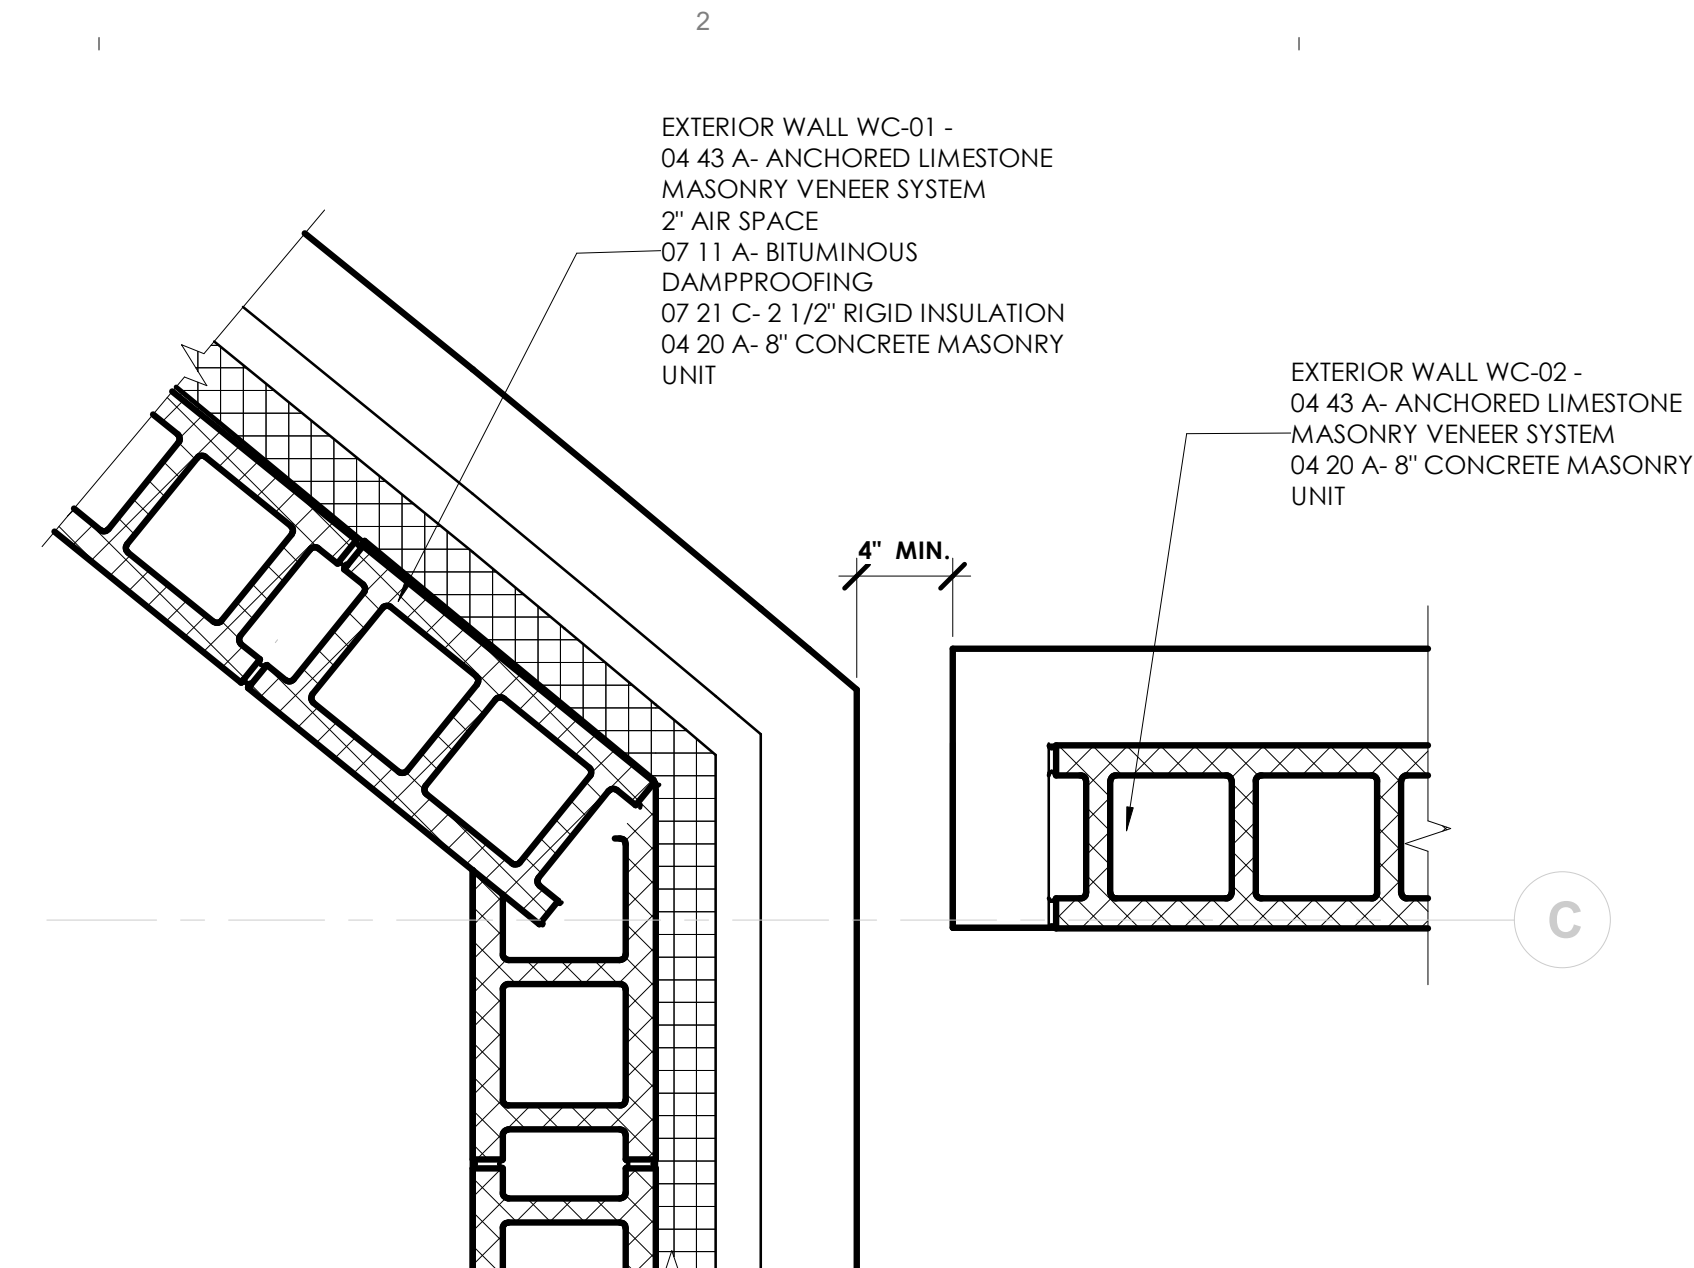 2
EXTERIOR WALL WC-01 -
04 43 A- ANCHORED LIMESTONE
MASONRY VENEER SYSTEM
2" AIR SPACE
07 11 A- BITUMINOUS
DAMPPROOFING
07 21 C- 2 1/2" RIGID INSULATION
04 20 A- 8" CONCRETE MASONRY
UNIT
EXTERIOR WALL WC-02 -
04 43 A- ANCHORED LIMESTONE
MASONRY VENEER SYSTEM
04 20 A- 8" CONCRETE MASONRY
UNIT
4" MIN.
C